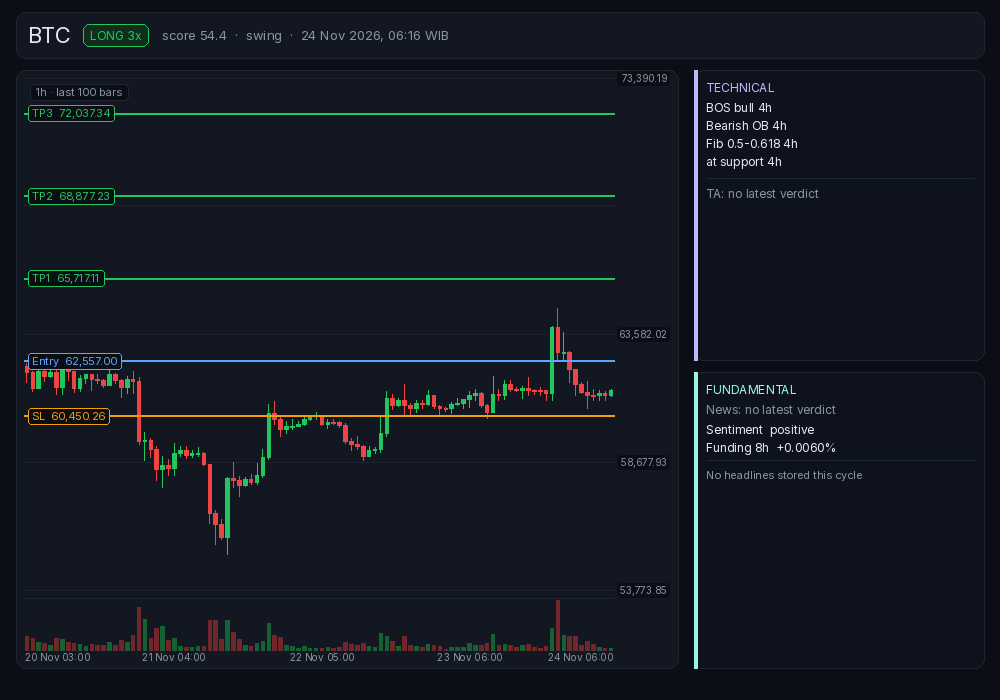 BTC LONG 3x score 54.4 · swing · 24 Nov 2026, 06:16 WIB
1h · last 100 bars
73,390.19
TP3 72,037.34
TP2 68,877.23
TP1 65,717.11
63,582.02
Entry 62,557.00
SL 60,450.26
58,677.93
53,773.85
20 Nov 03:00 21 Nov 04:00 22 Nov 05:00 23 Nov 06:00 24 Nov 06:00
TECHNICAL
BOS bull 4h
Bearish OB 4h
Fib 0.5-0.618 4h
at support 4h
TA: no latest verdict
FUNDAMENTAL
News: no latest verdict
Sentiment positive
Funding 8h +0.0060%
No headlines stored this cycle